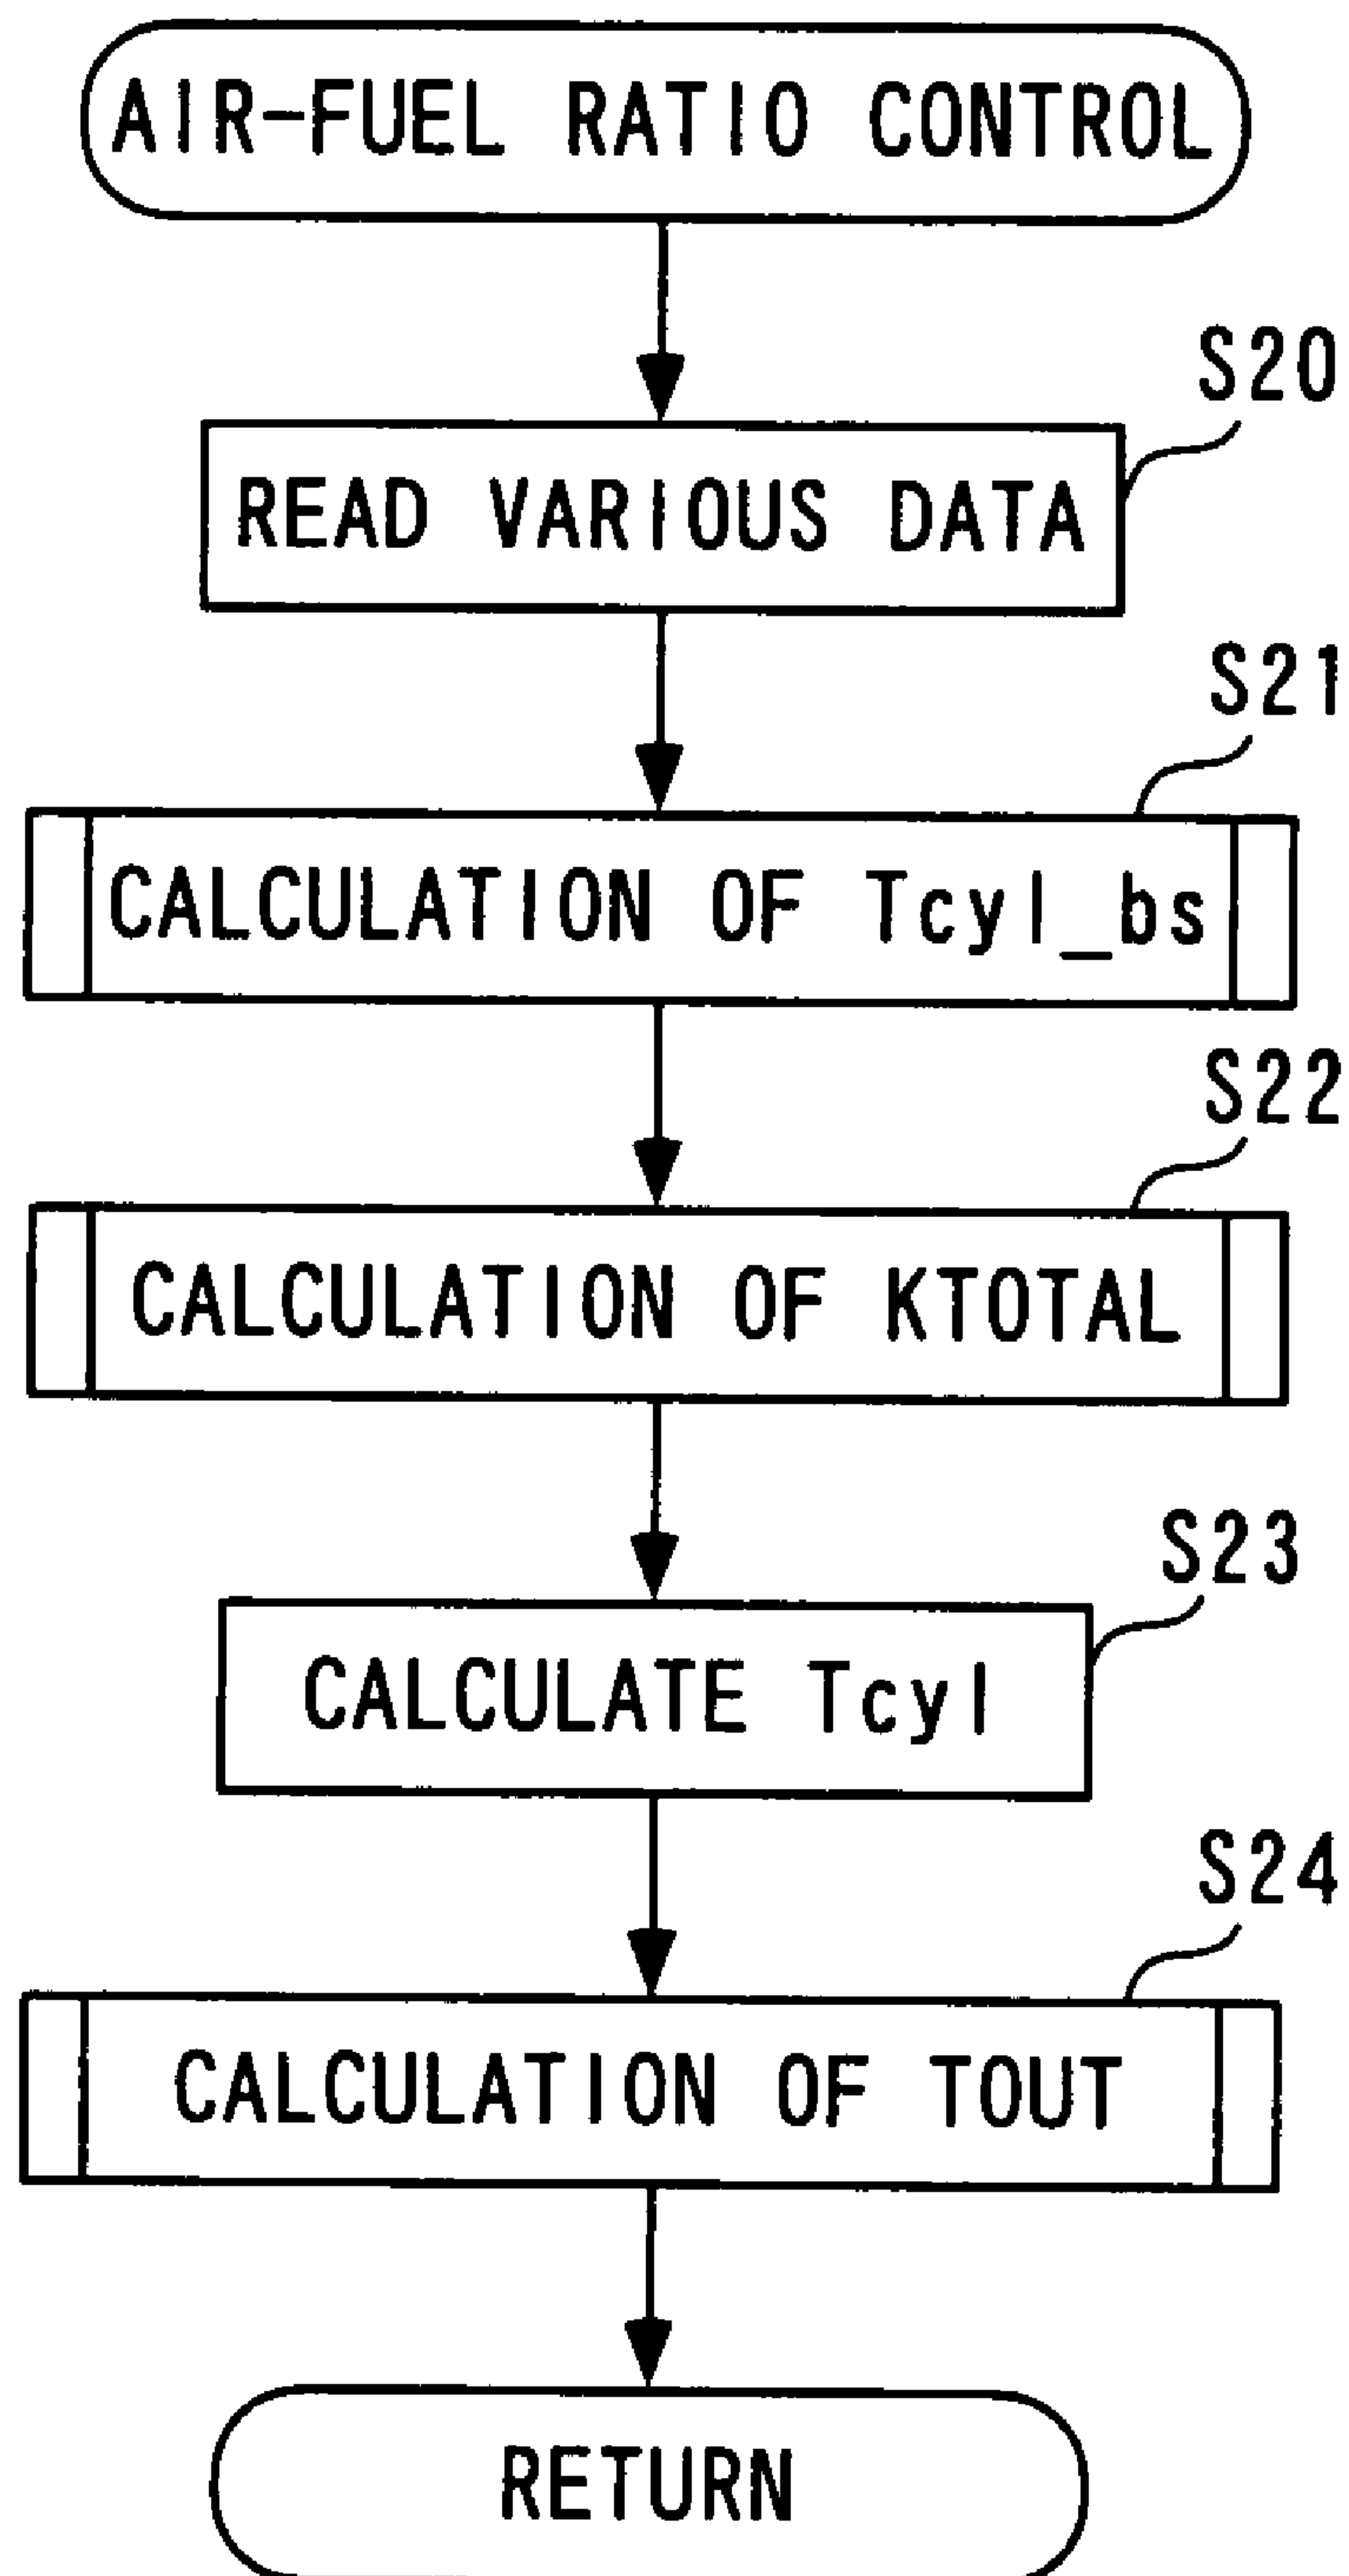 AIR-FUEL RATIO CONTROL
S20
READ VARIOUS DATA
S21
CALCULATION OF Tcyl_bs
S22
CALCULATION OF KTOTAL
S23
CALCULATE Tcyl
S24
CALCULATION OF TOUT
RETURN